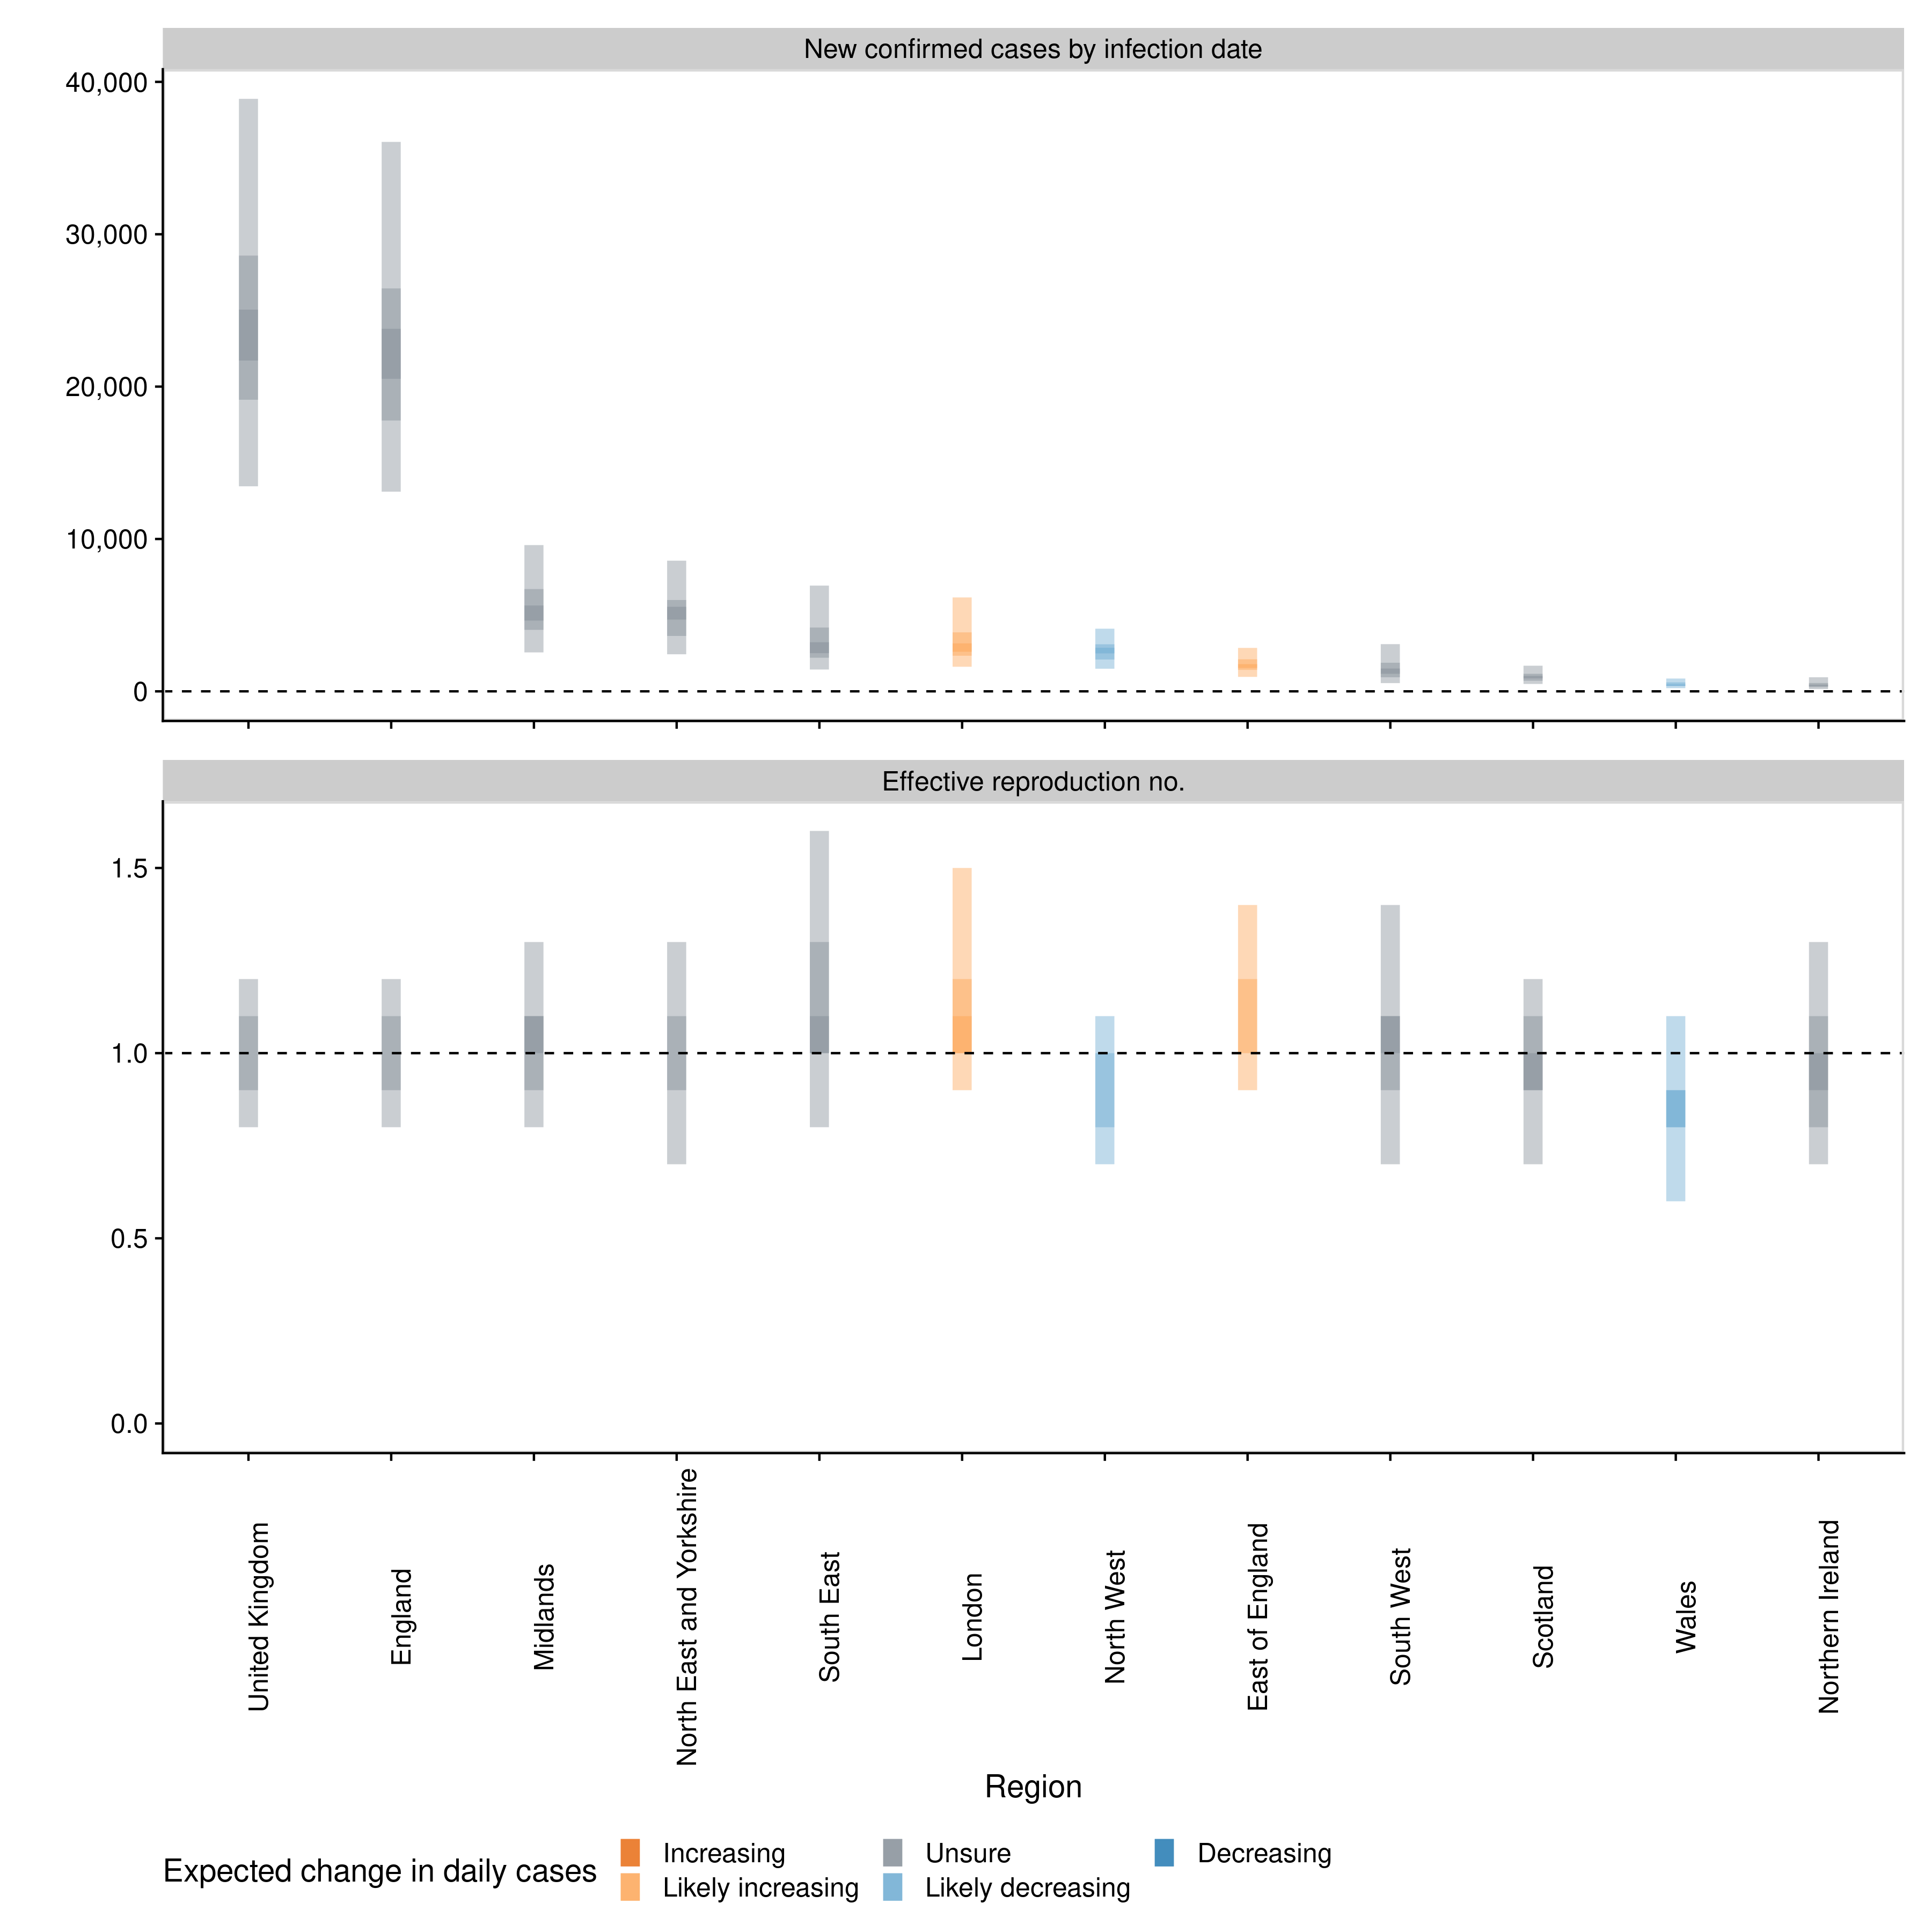 New confirmed cases by infection date
40,000
30,000
20,000
10,000
0
Effective reproduction no.
1.5
1.0
0.5
0.0
United Kingdom
England
Midlands
North East and Yorkshire
South East
London
North West
East of England
South West
Scotland
Wales
Northern Ireland
Region
Expected change in daily cases
Increasing
Unsure
Decreasing
Likely increasing
Likely decreasing